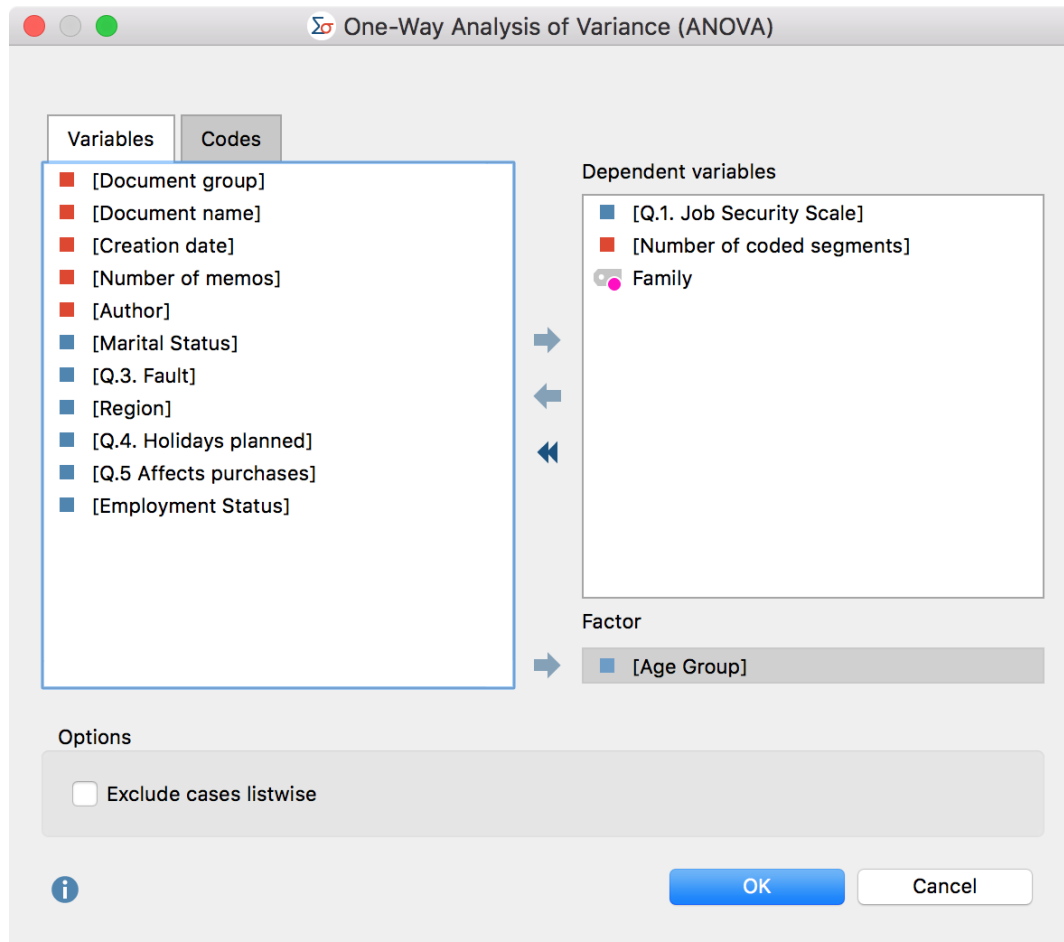 Σσ One-Way Analysis of Variance (ANOVA)
Variables Codes
[Document group]
[Document name]
[Creation date]
[Number of memos]
[Author]
[Marital Status]
[Q.3. Fault]
[Region]
[Q.4. Holidays planned]
[Q.5 Affects purchases]
[Employment Status]
Dependent variables
[Q.1. Job Security Scale]
[Number of coded segments]
Family
Factor
[Age Group]
Options
Exclude cases listwise
i
OK Cancel